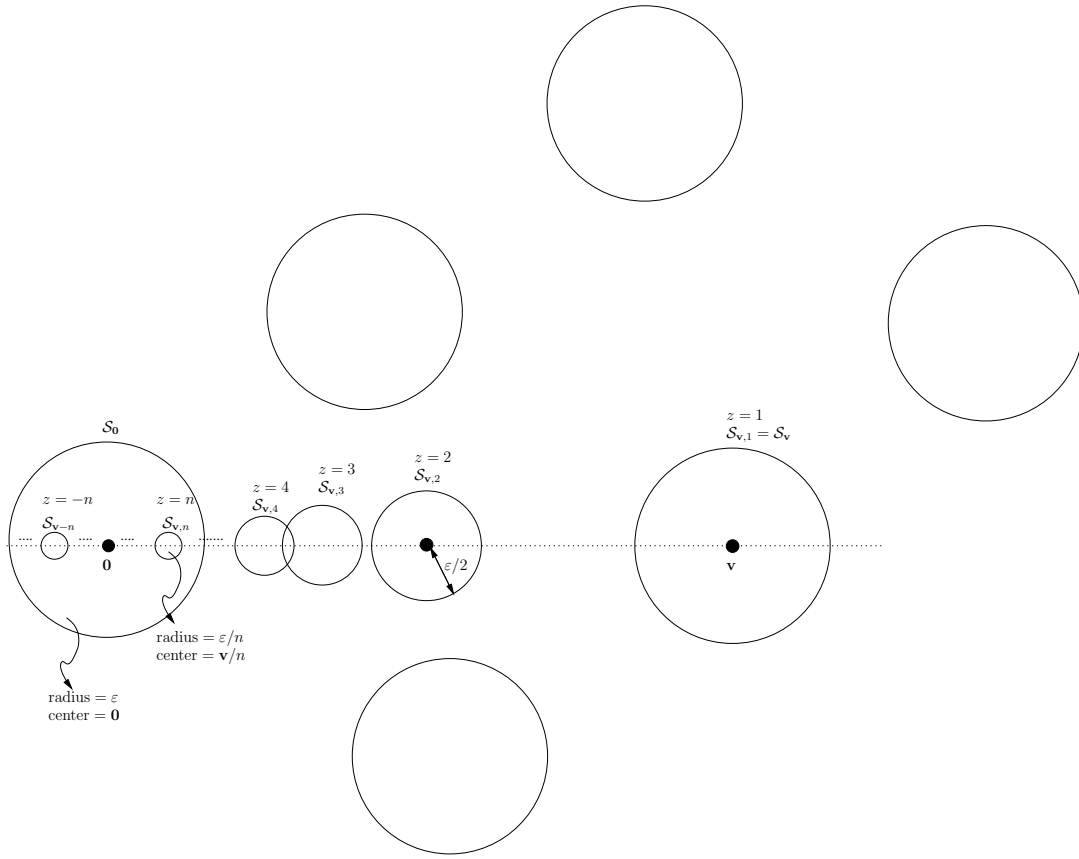 z = 1
𝒮_{𝐯,1} = 𝒮_𝐯
𝒮_𝟎
z = 2
𝒮_{𝐯,2}
z = 3
𝒮_{𝐯,3}
z = 4
𝒮_{𝐯,4}
z = −n
𝒮_{𝐯−n}
z = n
𝒮_{𝐯,n}
𝟎
ε/2
𝐯
radius = ε/n
center = 𝐯/n
radius = ε
center = 𝟎